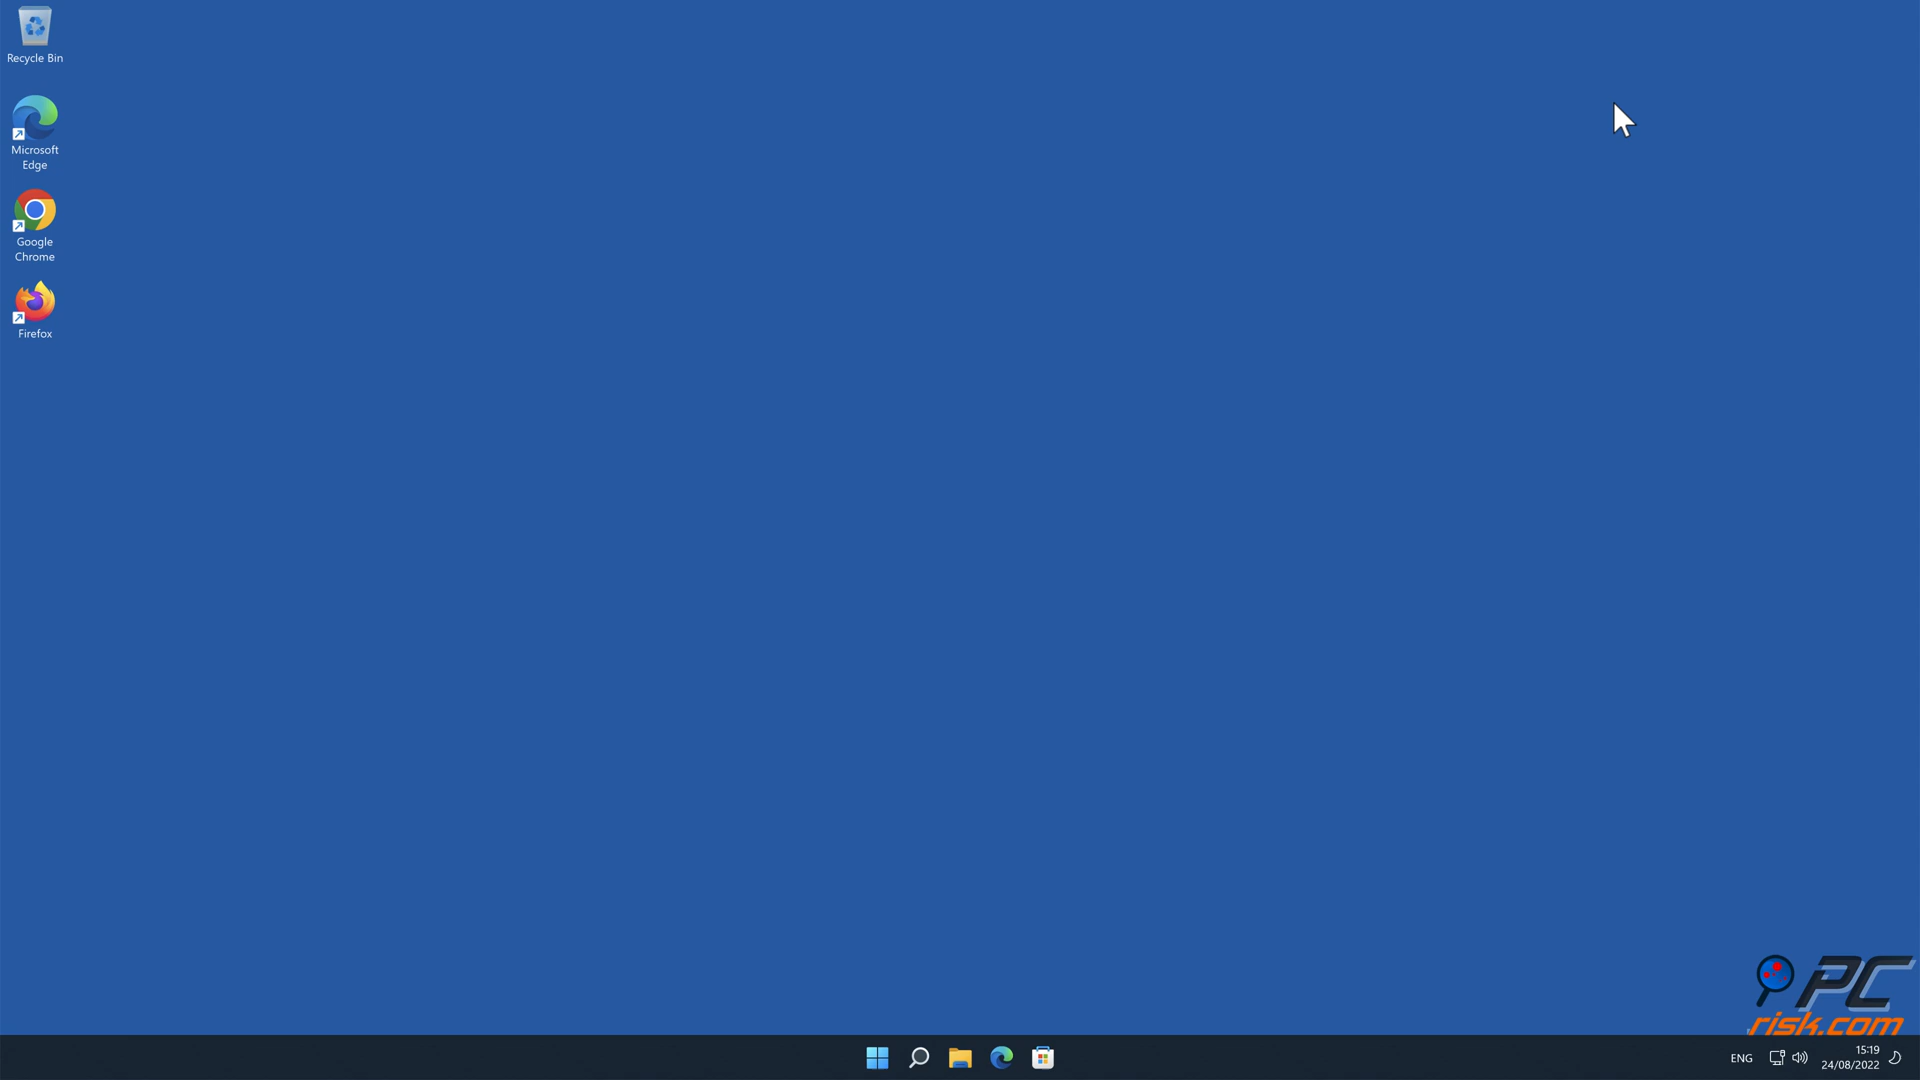 Recycle Bin
Microsoft
Edge
Google
Chrome
Firefox
PC
risk.com
ENG
15:19
24/08/2022